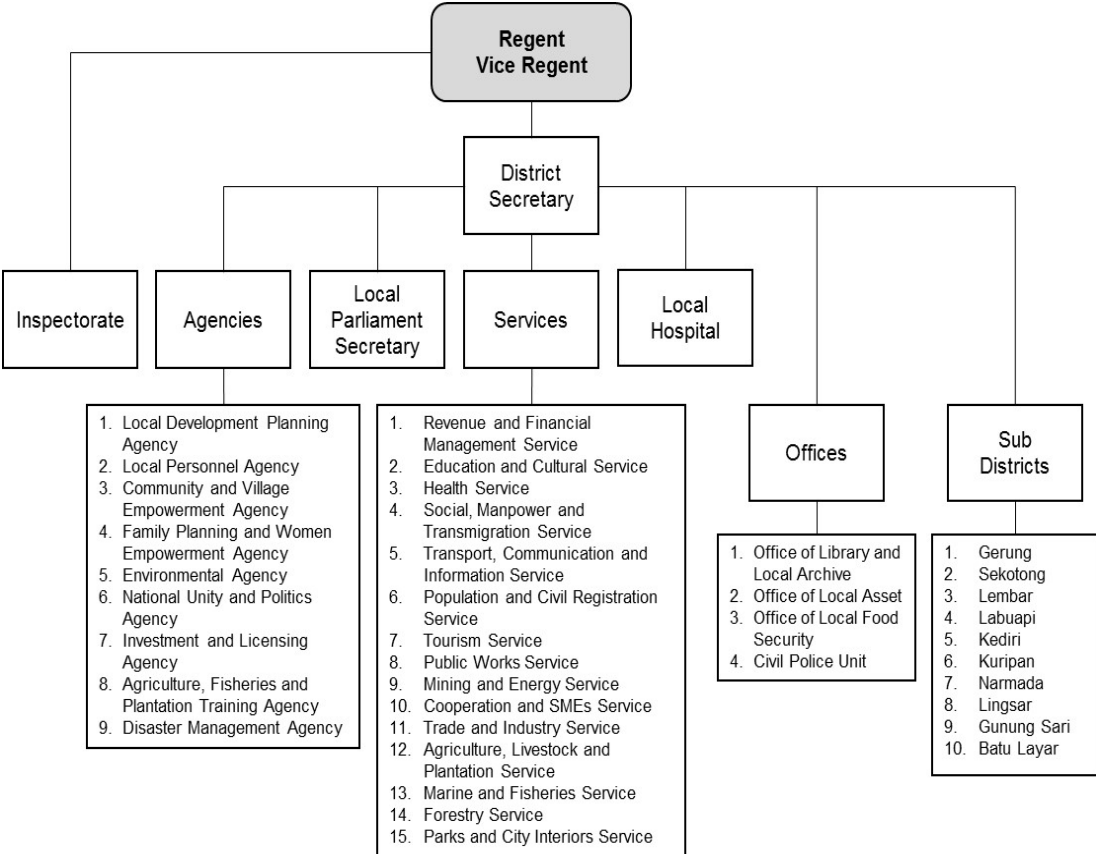 Regent
Vice Regent
District
Secretary
Inspectorate
Agencies
Local
Parliament
Secretary
Services
Local
Hospital
Offices
Sub
Districts
1. Local Development Planning
Agency
2. Local Personnel Agency
3. Community and Village
Empowerment Agency
4. Family Planning and Women
Empowerment Agency
5. Environmental Agency
6. National Unity and Politics
Agency
7. Investment and Licensing
Agency
8. Agriculture, Fisheries and
Plantation Training Agency
9. Disaster Management Agency
1. Revenue and Financial
Management Service
2. Education and Cultural Service
3. Health Service
4. Social, Manpower and
Transmigration Service
5. Transport, Communication and
Information Service
6. Population and Civil Registration
Service
7. Tourism Service
8. Public Works Service
9. Mining and Energy Service
10. Cooperation and SMEs Service
11. Trade and Industry Service
12. Agriculture, Livestock and
Plantation Service
13. Marine and Fisheries Service
14. Forestry Service
15. Parks and City Interiors Service
1. Office of Library and
Local Archive
2. Office of Local Asset
3. Office of Local Food
Security
4. Civil Police Unit
1. Gerung
2. Sekotong
3. Lembar
4. Labuapi
5. Kediri
6. Kuripan
7. Narmada
8. Lingsar
9. Gunung Sari
10. Batu Layar